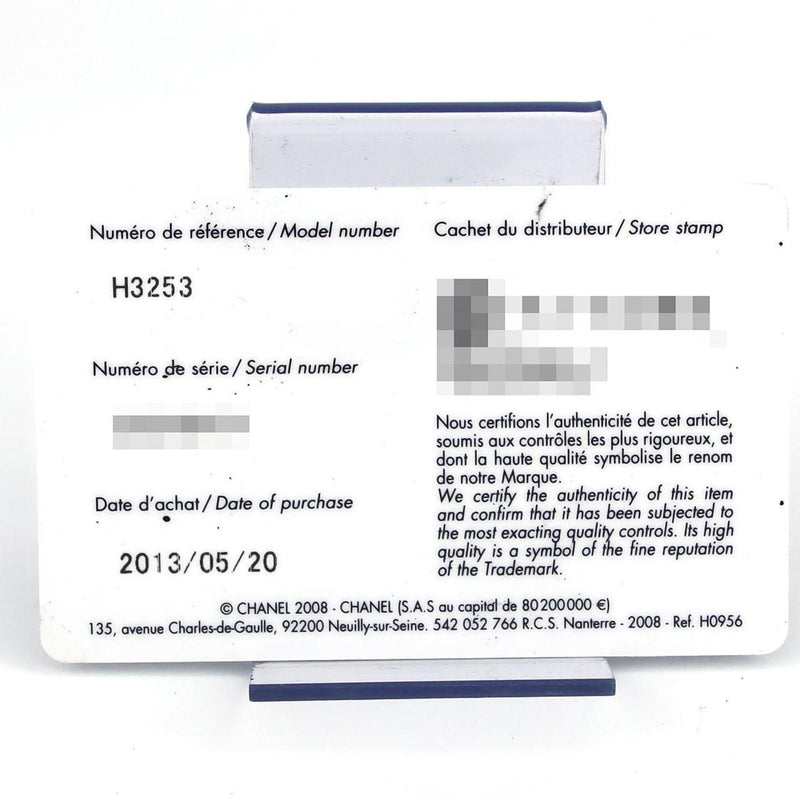 Numéro de référence / Model number
H3253
Numéro de série / Serial number
Date d'achat / Date of purchase
2013/05/20
Cachet du distributeur / Store stamp
Nous certifions l'authenticité de cet article,
soumis aux contrôles les plus rigoureux, et
dont la haute qualité symbolise le renom
de notre Marque.
We certify the authenticity of this item
and confirm that it has been subjected to
the most exacting quality controls. Its high
quality is a symbol of the fine reputation
of the Trademark.
© CHANEL 2008 - CHANEL (S.A.S au capital de 80 200 000 €)
135, avenue Charles-de-Gaulle, 92200 Neuilly-sur-Seine. 542 052 766 R.C.S. Nanterre - 2008 - Ref. H0956